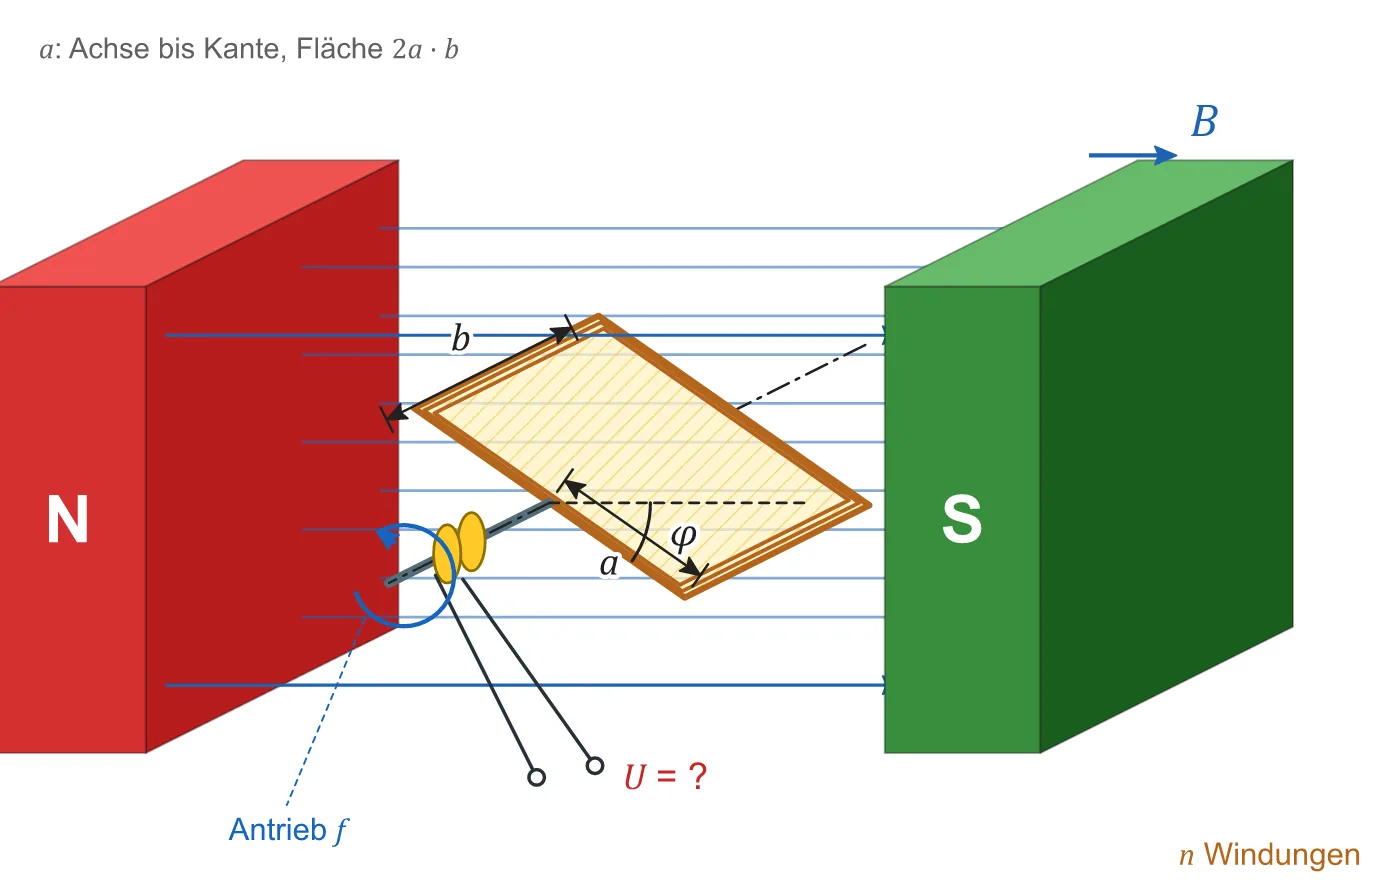 a: Achse bis Kante, Fläche 2a · b
B
b
N
S
φ
a
U = ?
Antrieb f
n Windungen